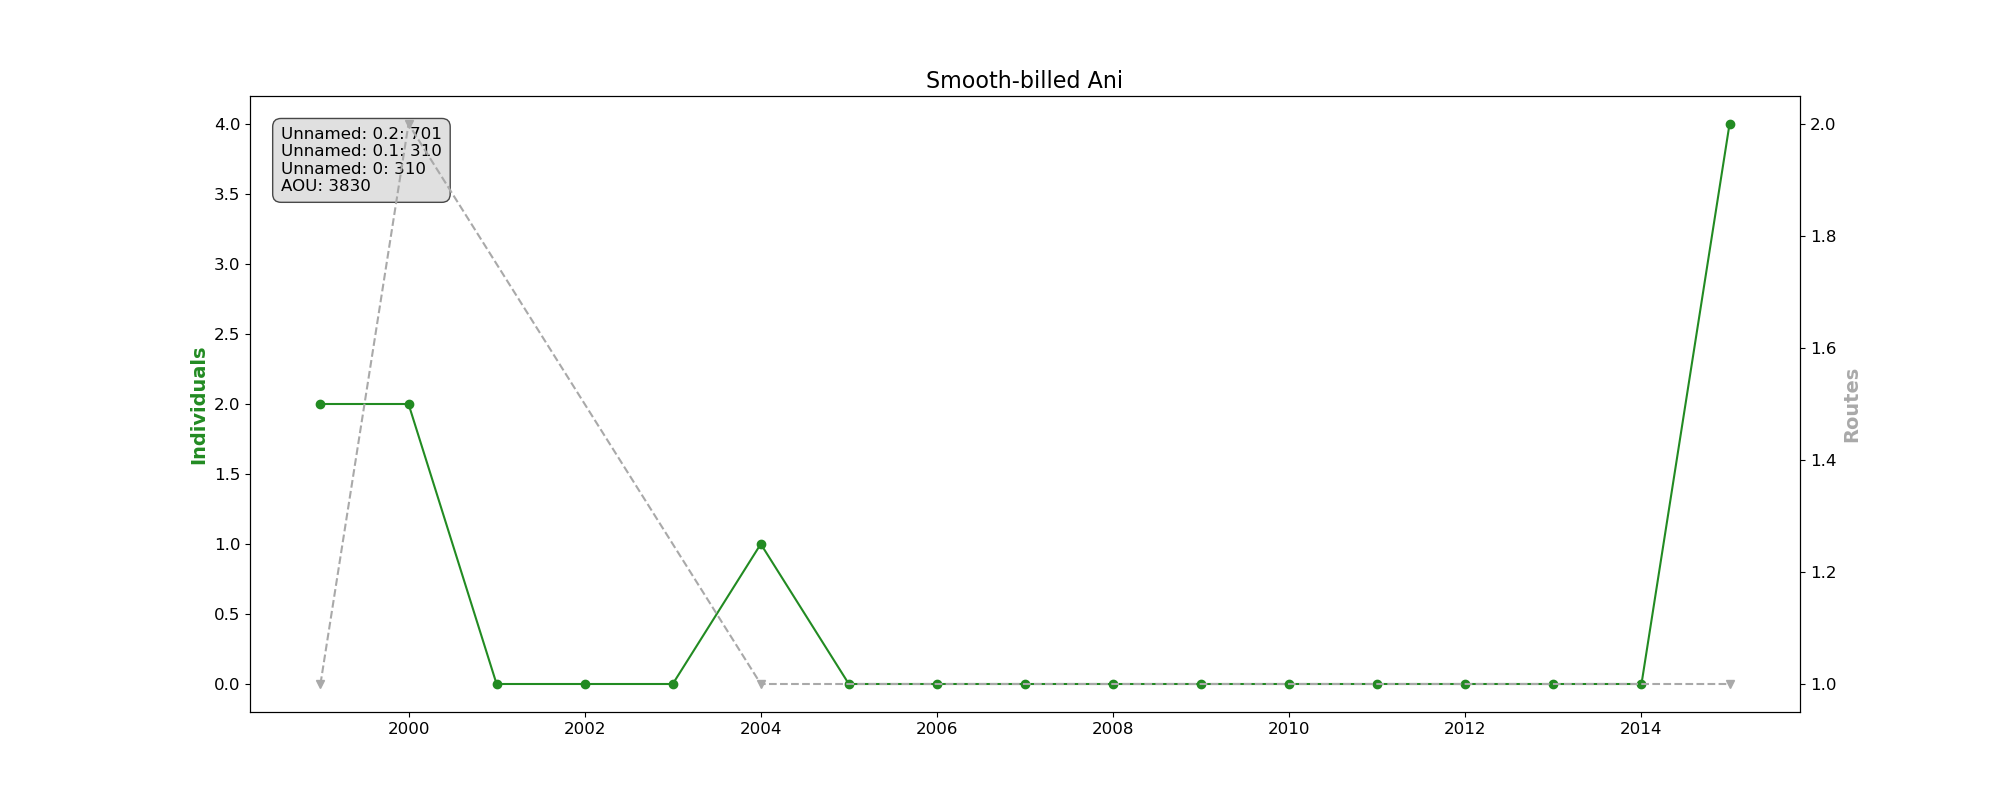 Smooth-billed Ani
Unnamed: 0.2: 701
Unnamed: 0.1: 310
Unnamed: 0: 310
AOU: 3830
4.0
3.5
3.0
2.5
2.0
1.5
1.0
0.5
0.0
Individuals
2.0
1.8
1.6
1.4
1.2
1.0
Routes
2000 2002 2004 2006 2008 2010 2012 2014